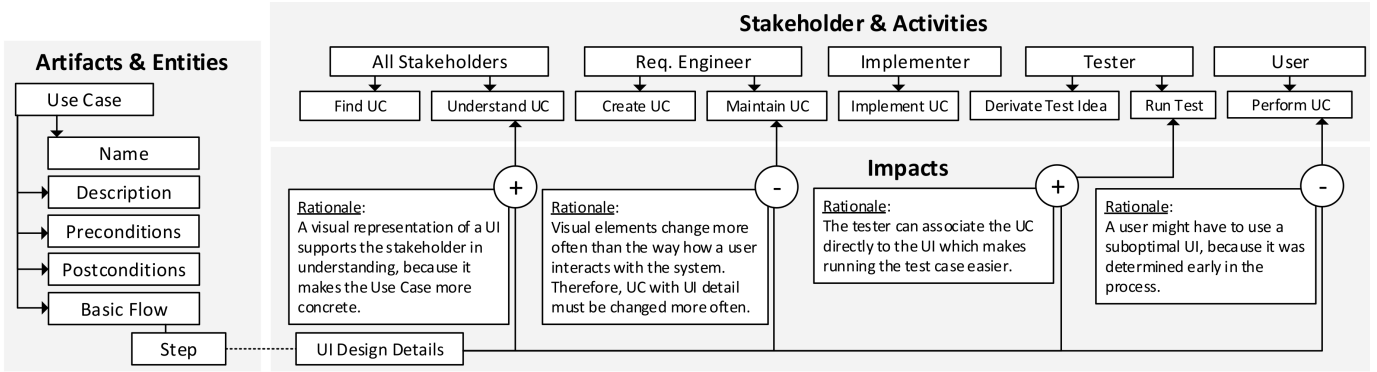 Stakeholder & Activities
Artifacts & Entities
All Stakeholders
Req. Engineer
Implementer
Tester
User
Use Case
Find UC
Understand UC
Create UC
Maintain UC
Implement UC
Derivate Test Idea
Run Test
Perform UC
Name
Description
Preconditions
Postconditions
Basic Flow
Step
Impacts
+
Rationale:
A visual representation of a UI
supports the stakeholder in
understanding, because it
makes the Use Case more
concrete.
-
Rationale:
Visual elements change more
often than the way how a user
interacts with the system.
Therefore, UC with UI detail
must be changed more often.
+
Rationale:
The tester can associate the UC
directly to the UI which makes
running the test case easier.
-
Rationale:
A user might have to use a
suboptimal UI, because it was
determined early in the
process.
UI Design Details